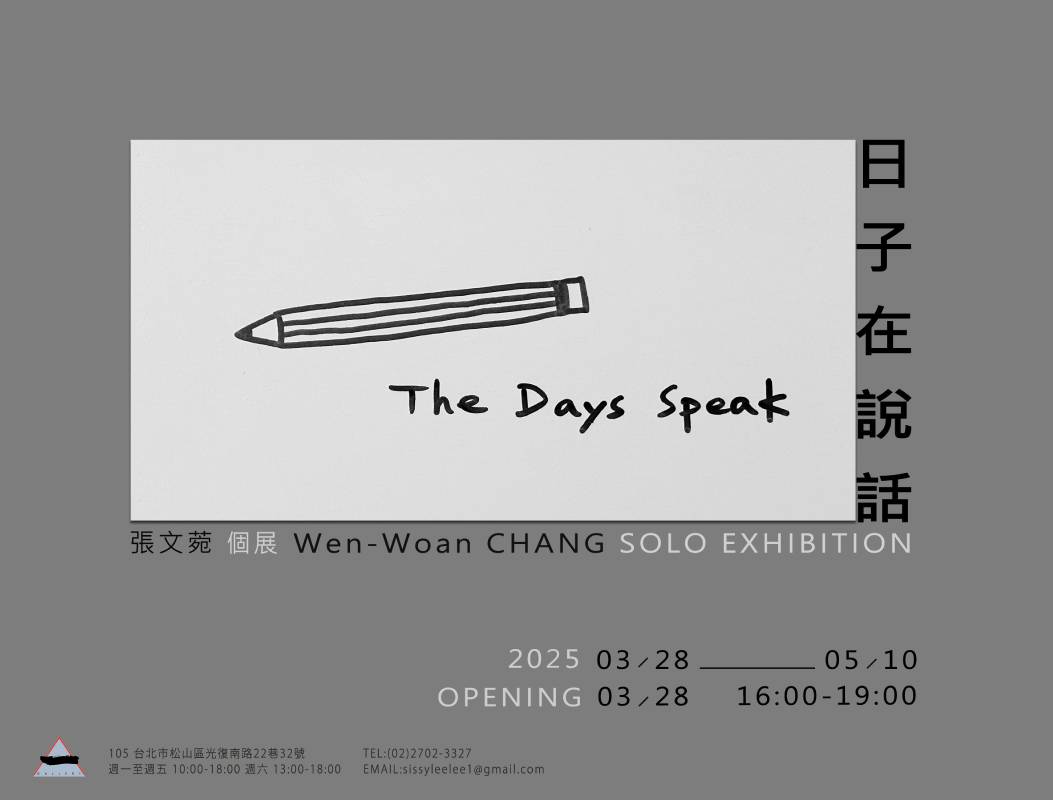 The Days Speak
日子在說話
張文菀 個展 Wen-Woan CHANG SOLO EXHIBITION
2025 03/28 05/10
OPENING 03/28 16:00-19:00
105 台北市松山區光復南路22巷32號
週一至週五 10:00-18:00 週六 13:00-18:00
TEL:(02)2702-3327
EMAIL:sissyleelee1@gmail.com